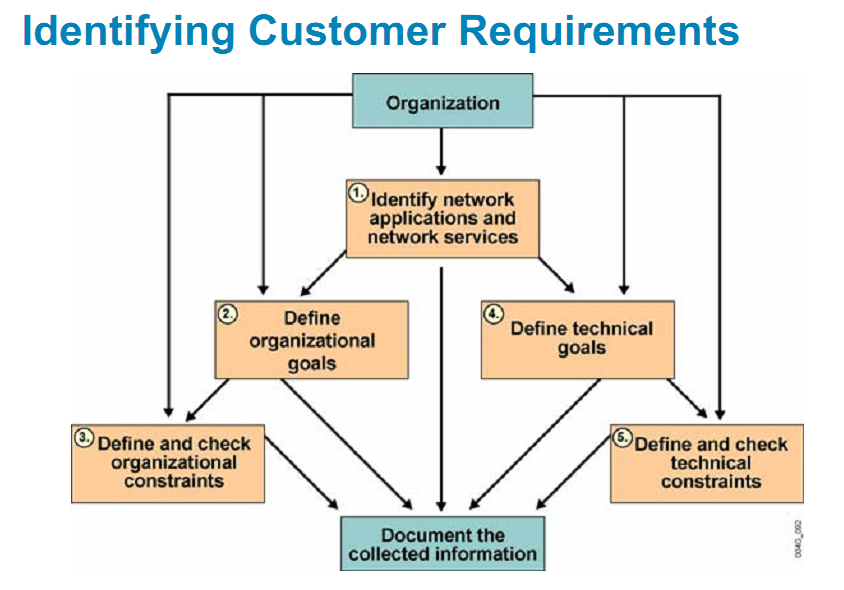 Identifying Customer Requirements
Organization
1.
Identify network
applications and
network services
2.
Define
organizational
goals
4.
Define technical
goals
3.
Define and check
organizational
constraints
5.
Define and check
technical
constraints
Document the
collected information
004G_092